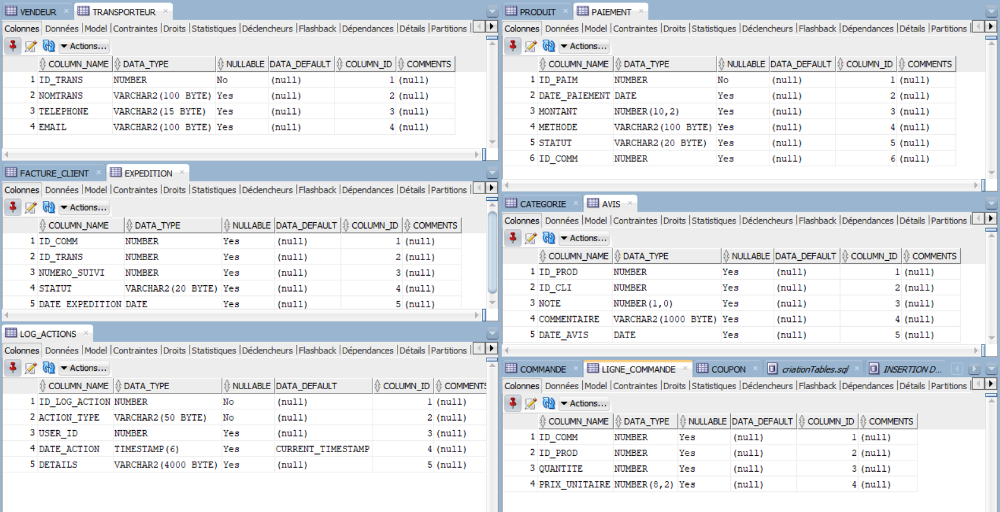 VENDEUR × TRANSPORTEUR ×
Colonnes Données Model Contraintes Droits Statistiques Déclencheurs Flashback Dépendances Détails Partitions
Actions...
COLUMN_NAME DATA_TYPE NULLABLE DATA_DEFAULT COLUMN_ID COMMENTS
1 ID_TRANS NUMBER No (null) 1 (null)
2 NOMTRANS VARCHAR2(100 BYTE) Yes (null) 2 (null)
3 TELEPHONE VARCHAR2(15 BYTE) Yes (null) 3 (null)
4 EMAIL VARCHAR2(100 BYTE) Yes (null) 4 (null)
FACTURE_CLIENT × EXPEDITION ×
Colonnes Données Model Contraintes Droits Statistiques Déclencheurs Flashback Dépendances Détails Partitions
Actions...
COLUMN_NAME DATA_TYPE NULLABLE DATA_DEFAULT COLUMN_ID COMMENTS
1 ID_COMM NUMBER Yes (null) 1 (null)
2 ID_TRANS NUMBER Yes (null) 2 (null)
3 NUMERO_SUIVI NUMBER Yes (null) 3 (null)
4 STATUT VARCHAR2(20 BYTE) Yes (null) 4 (null)
5 DATE_EXPEDITION DATE Yes (null) 5 (null)
LOG_ACTIONS ×
Colonnes Données Model Contraintes Droits Statistiques Déclencheurs Flashback Dépendances Détails Partitions
Actions...
COLUMN_NAME DATA_TYPE NULLABLE DATA_DEFAULT COLUMN_ID COMMENTS
1 ID_LOG_ACTION NUMBER No (null) 1 (null)
2 ACTION_TYPE VARCHAR2(50 BYTE) No (null) 2 (null)
3 USER_ID NUMBER Yes (null) 3 (null)
4 DATE_ACTION TIMESTAMP(6) Yes CURRENT_TIMESTAMP 4 (null)
5 DETAILS VARCHAR2(4000 BYTE) Yes (null) 5 (null)
PRODUIT × PAIEMENT ×
Colonnes Données Model Contraintes Droits Statistiques Déclencheurs Flashback Dépendances Détails Partitions
Actions...
COLUMN_NAME DATA_TYPE NULLABLE DATA_DEFAULT COLUMN_ID COMMENTS
1 ID_PAIM NUMBER No (null) 1 (null)
2 DATE_PAIEMENT DATE Yes (null) 2 (null)
3 MONTANT NUMBER(10,2) Yes (null) 3 (null)
4 METHODE VARCHAR2(100 BYTE) Yes (null) 4 (null)
5 STATUT VARCHAR2(20 BYTE) Yes (null) 5 (null)
6 ID_COMM NUMBER Yes (null) 6 (null)
CATEGORIE × AVIS ×
Colonnes Données Model Contraintes Droits Statistiques Déclencheurs Flashback Dépendances Détails Partitions
Actions...
COLUMN_NAME DATA_TYPE NULLABLE DATA_DEFAULT COLUMN_ID COMMENTS
1 ID_PROD NUMBER Yes (null) 1 (null)
2 ID_CLI NUMBER Yes (null) 2 (null)
3 NOTE NUMBER(1,0) Yes (null) 3 (null)
4 COMMENTAIRE VARCHAR2(1000 BYTE) Yes (null) 4 (null)
5 DATE_AVIS DATE Yes (null) 5 (null)
COMMANDE × LIGNE_COMMANDE × COUPON × criationTables.sql × INSERTION D...
Colonnes Données Model Contraintes Droits Statistiques Déclencheurs Flashback Dépendances Détails Partitions
Actions...
COLUMN_NAME DATA_TYPE NULLABLE DATA_DEFAULT COLUMN_ID COMMENTS
1 ID_COMM NUMBER Yes (null) 1 (null)
2 ID_PROD NUMBER Yes (null) 2 (null)
3 QUANTITE NUMBER Yes (null) 3 (null)
4 PRIX_UNITAIRE NUMBER(8,2) Yes (null) 4 (null)